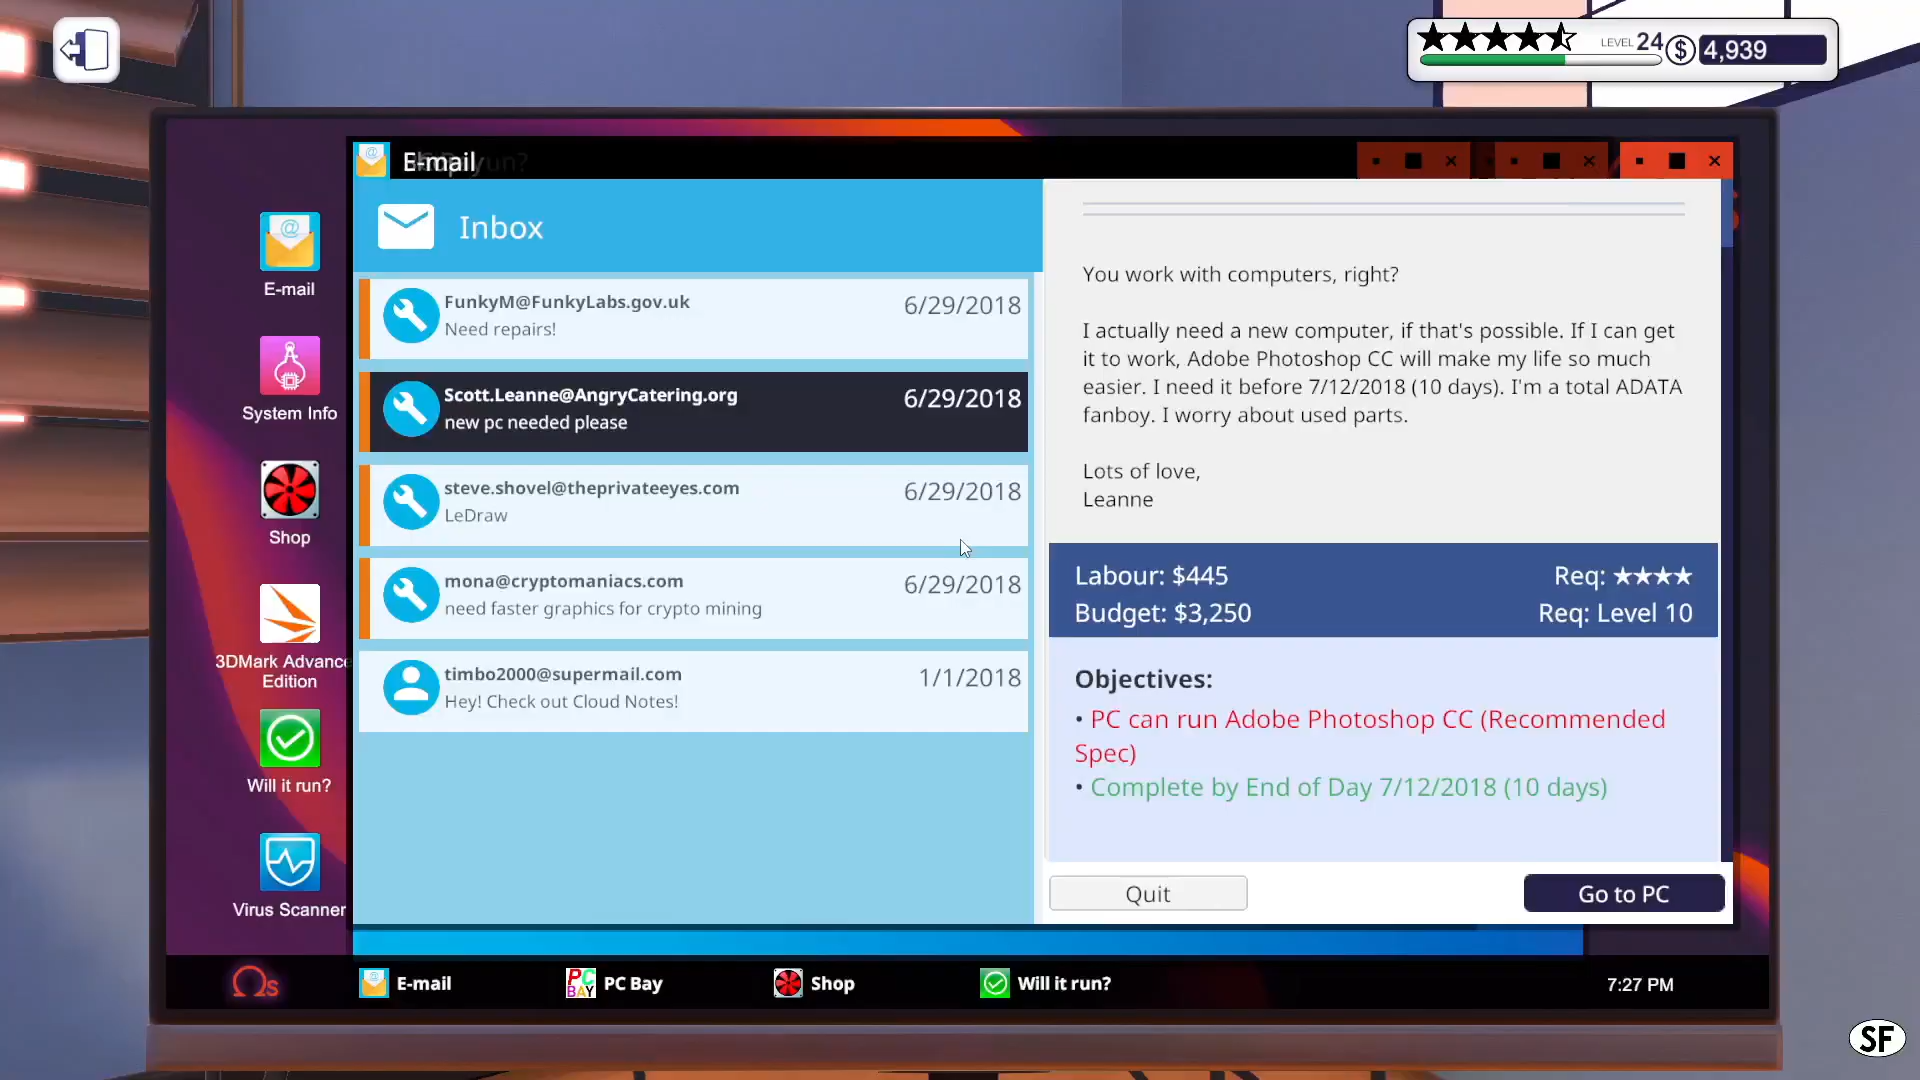 LEVEL 24 $ 4,939
E-mail
Inbox
FunkyM@FunkyLabs.gov.uk 6/29/2018
Need repairs!
Scott.Leanne@AngryCatering.org 6/29/2018
new pc needed please
steve.shovel@theprivateeyes.com 6/29/2018
LeDraw
mona@cryptomaniacs.com 6/29/2018
need faster graphics for crypto mining
timbo2000@supermail.com 1/1/2018
Hey! Check out Cloud Notes!
You work with computers, right?
I actually need a new computer, if that's possible. If I can get
it to work, Adobe Photoshop CC will make my life so much
easier. I need it before 7/12/2018 (10 days). I'm a total ADATA
fanboy. I worry about used parts.
Lots of love,
Leanne
Labour: $445 Req: ★★★★
Budget: $3,250 Req: Level 10
Objectives:
• PC can run Adobe Photoshop CC (Recommended
Spec)
• Complete by End of Day 7/12/2018 (10 days)
Quit Go to PC
E-mail
System Info
Shop
3DMark Advance
Edition
Will it run?
Virus Scanner
Ωs E-mail PC BAY PC Bay Shop Will it run? 7:27 PM
SF